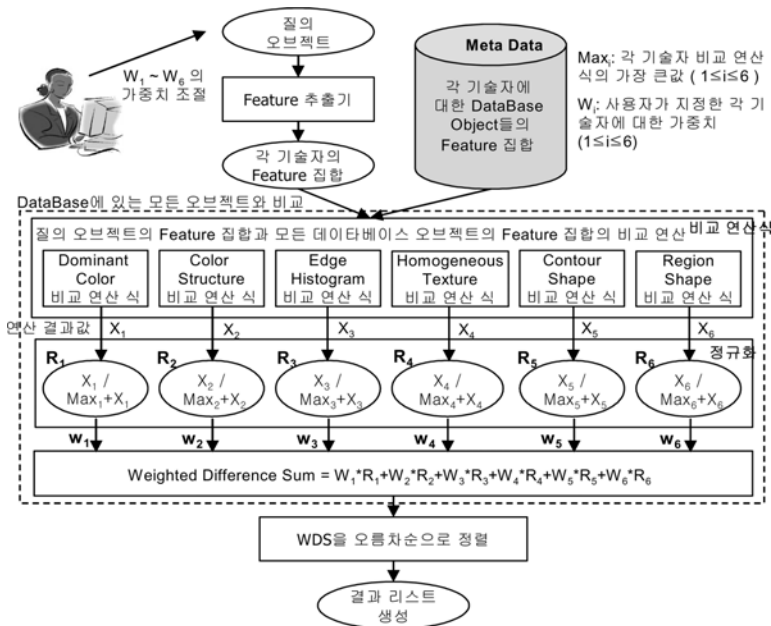 질의
오브젝트
W₁ ~ W₆ 의
가중치 조절
Feature 추출기
각 기술자의
Feature 집합
Meta Data
각 기술자에
대한 DataBase
Object들의
Feature 집합
Maxᵢ: 각 기술자 비교 연산
식의 가장 큰값 ( 1≤i≤6 )
Wᵢ: 사용자가 지정한 각 기
술자에 대한 가중치
(1≤i≤6)
DataBase에 있는 모든 오브젝트와 비교
비교 연산식
질의 오브젝트의 Feature 집합과 모든 데이타베이스 오브젝트의 Feature 집합의 비교 연산
Dominant
Color
비교 연산 식
Color
Structure
비교 연산 식
Edge
Histogram
비교 연산 식
Homogeneous
Texture
비교 연산 식
Contour
Shape
비교 연산 식
Region
Shape
비교 연산 식
연산 결과값
X₁
X₂
X₃
X₄
X₅
X₆
정규화
R₁
X₁ /
Max₁+X₁
R₂
X₂ /
Max₂+X₂
R₃
X₃ /
Max₃+X₃
R₄
X₄ /
Max₄+X₄
R₅
X₅ /
Max₅+X₅
R₆
X₆ /
Max₆+X₆
w₁
w₂
w₃
w₄
w₅
w₆
Weighted Difference Sum = W₁*R₁+W₂*R₂+W₃*R₃+W₄*R₄+W₅*R₅+W₆*R₆
WDS을 오름차순으로 정렬
결과 리스트
생성